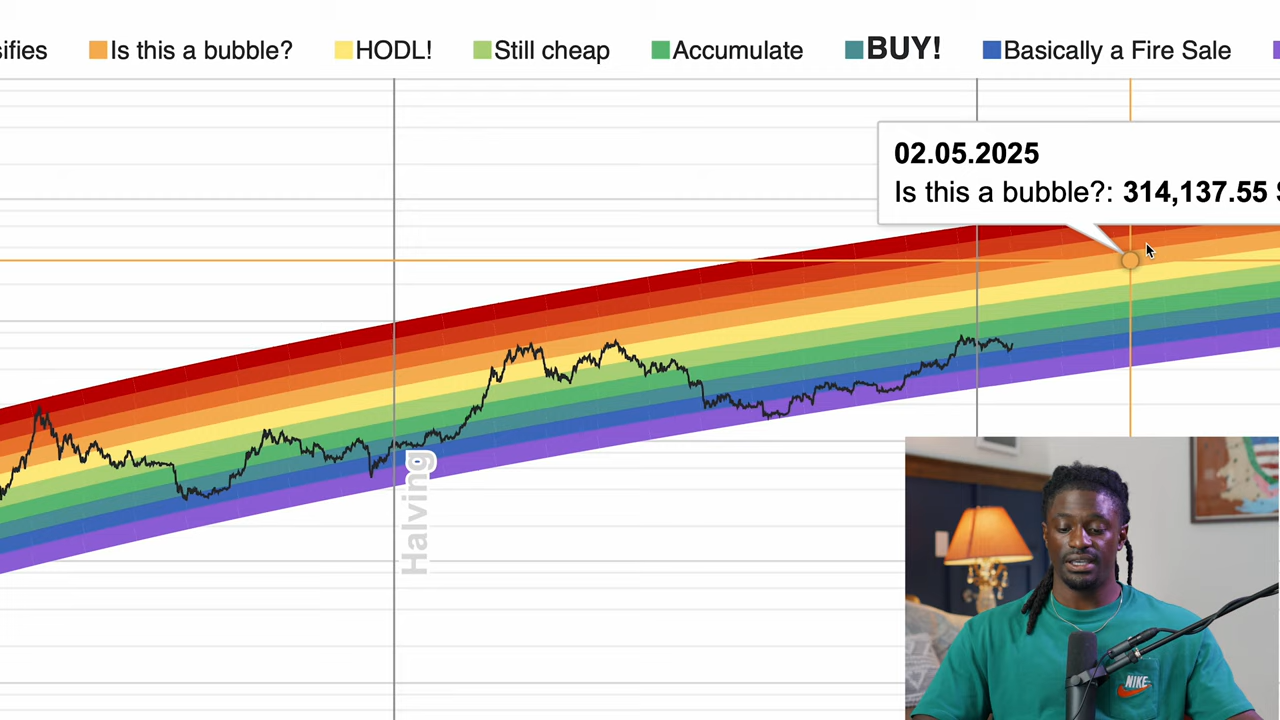 sifies Is this a bubble? HODL! Still cheap Accumulate BUY! Basically a Fire Sale
02.05.2025
Is this a bubble?: 314,137.55
Halving
NIKE